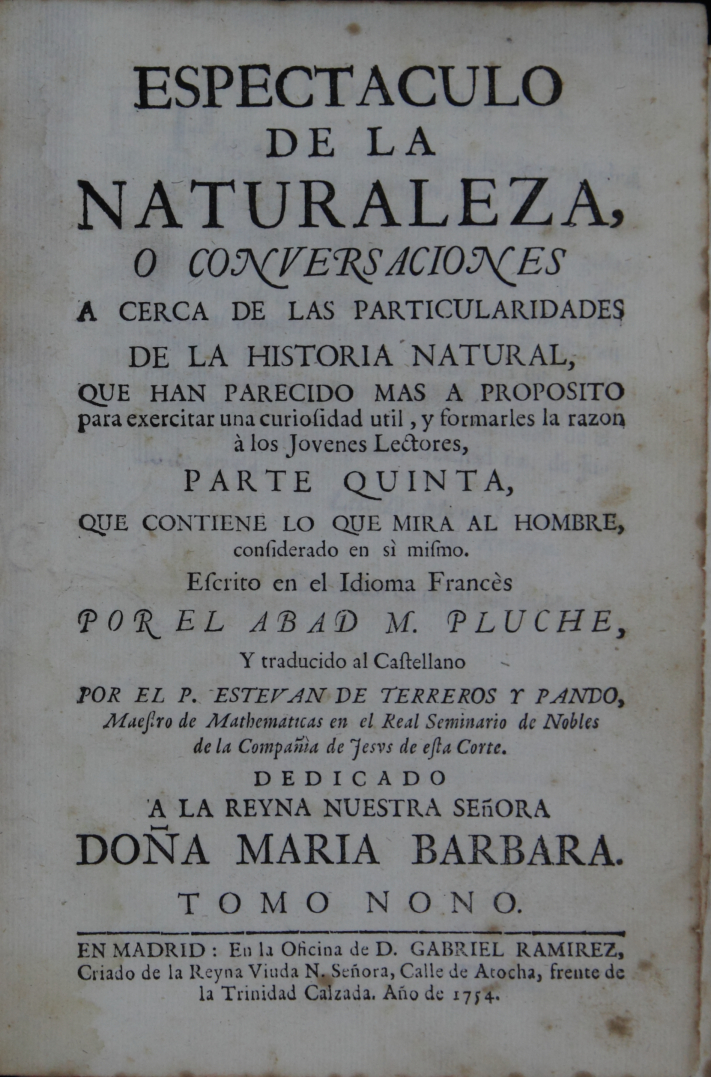 ESPECTACULO
DE LA
NATURALEZA,
O CONVERSACIONES
A CERCA DE LAS PARTICULARIDADES
DE LA HISTORIA NATURAL,
QUE HAN PARECIDO MAS A PROPOSITO
para exercitar una curioſidad util, y formarles la razon
à los Jovenes Lectores,
PARTE QUINTA,
QUE CONTIENE LO QUE MIRA AL HOMBRE,
conſiderado en sì miſmo.
Eſcrito en el Idioma Francès
POR EL ABAD M. PLUCHE,
Y traducido al Caſtellano
POR EL P. ESTEVAN DE TERREROS Y PANDO,
Maeſtro de Mathematicas en el Real Seminario de Nobles
de la Compañia de Jesvs de eſta Corte.
DEDICADO
A LA REYNA NUESTRA SEñORA
DOÑA MARIA BARBARA.
TOMO NONO.
EN MADRID: En la Oficina de D. GABRIEL RAMIREZ,
Criado de la Reyna Viuda N. Señora, Calle de Atocha, frente de
la Trinidad Calzada. Año de 1754.